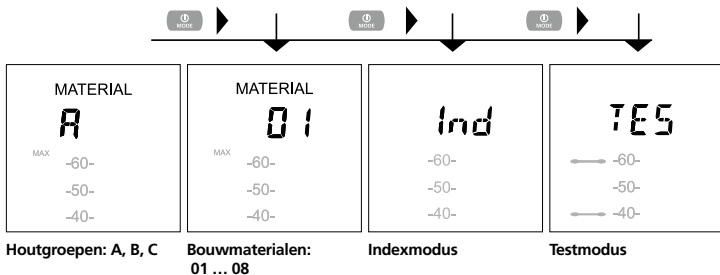 MODE MODE MODE
MATERIAL MATERIAL
A 01 Ind TES
MAX -60- MAX -60- -60- -60-
-50- -50- -50- -50-
-40- -40- -40- -40-
Houtgroepen: A, B, C Bouwmaterialen: Indexmodus Testmodus
01 ... 08